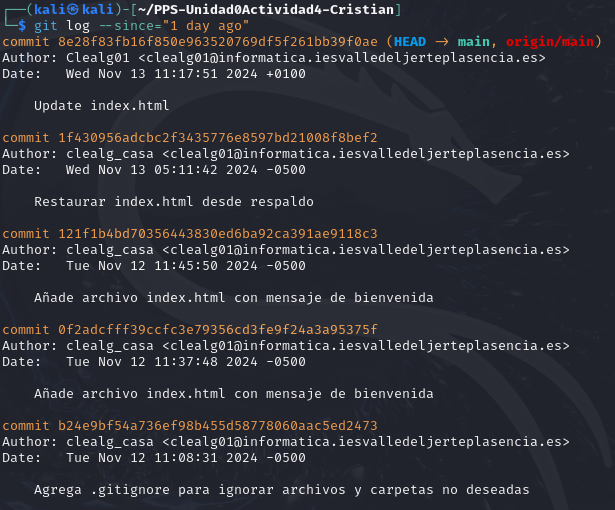 ┌──(kali㉿kali)-[~/PPS-Unidad0Actividad4-Cristian]
└─$ git log --since="1 day ago"
commit 8e28f83fb16f850e963520769df5f261bb39f0ae (HEAD -> main, origin/main)
Author: Clealg01 <clealg01@informatica.iesvalledeljerteplasencia.es>
Date:   Wed Nov 13 11:17:51 2024 +0100
Update index.html
commit 1f430956adcbc2f3435776e8597bd21008f8bef2
Author: clealg_casa <clealg01@informatica.iesvalledeljerteplasencia.es>
Date:   Wed Nov 13 05:11:42 2024 -0500
Restaurar index.html desde respaldo
commit 121f1b4bd70356443830ed6ba92ca391ae9118c3
Author: clealg_casa <clealg01@informatica.iesvalledeljerteplasencia.es>
Date:   Tue Nov 12 11:45:50 2024 -0500
Añade archivo index.html con mensaje de bienvenida
commit 0f2adcfff39ccfc3e79356cd3fe9f24a3a95375f
Author: clealg_casa <clealg01@informatica.iesvalledeljerteplasencia.es>
Date:   Tue Nov 12 11:37:48 2024 -0500
Añade archivo index.html con mensaje de bienvenida
commit b24e9bf54a736ef98b455d58778060aac5ed2473
Author: clealg_casa <clealg01@informatica.iesvalledeljerteplasencia.es>
Date:   Tue Nov 12 11:08:31 2024 -0500
Agrega .gitignore para ignorar archivos y carpetas no deseadas